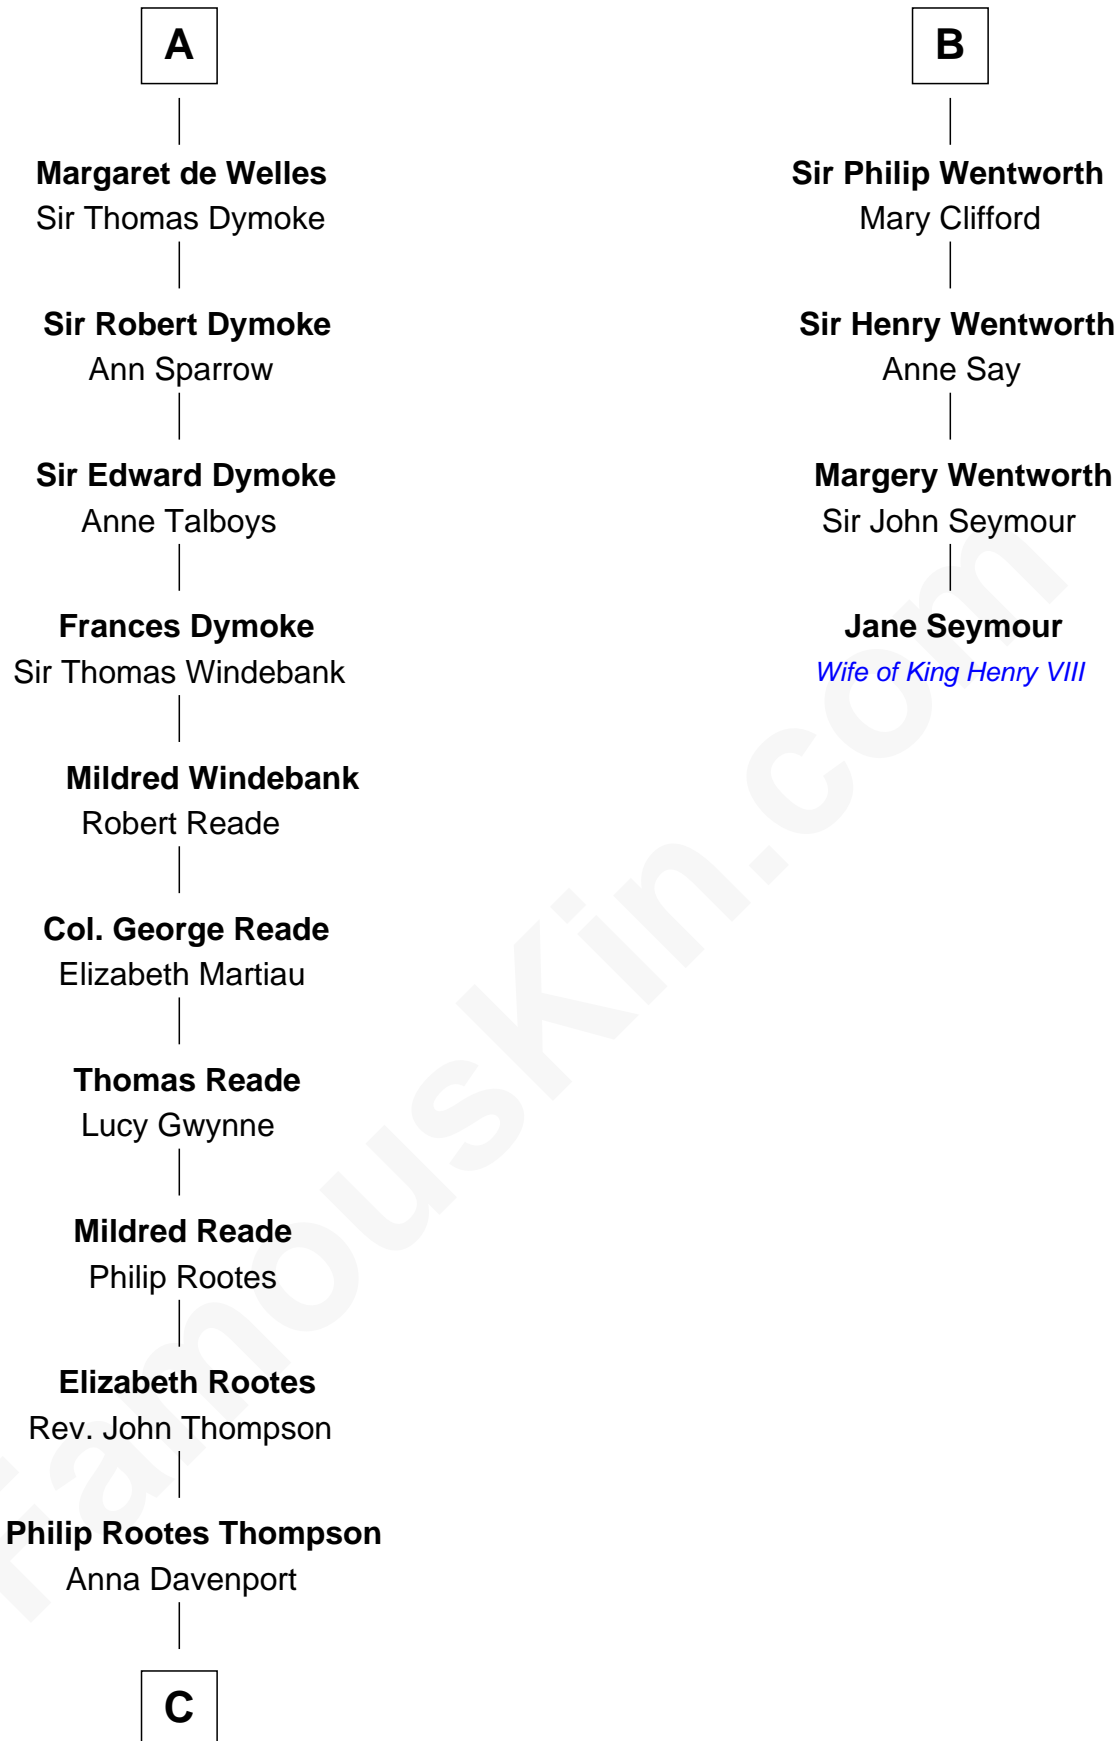 A
Margaret de Welles
Sir Thomas Dymoke
Sir Robert Dymoke
Ann Sparrow
Sir Edward Dymoke
Anne Talboys
Frances Dymoke
Sir Thomas Windebank
Mildred Windebank
Robert Reade
Col. George Reade
Elizabeth Martiau
Thomas Reade
Lucy Gwynne
Mildred Reade
Philip Rootes
Elizabeth Rootes
Rev. John Thompson
Philip Rootes Thompson
Anna Davenport
C
B
Sir Philip Wentworth
Mary Clifford
Sir Henry Wentworth
Anne Say
Margery Wentworth
Sir John Seymour
Jane Seymour
Wife of King Henry VIII
FamousKin.com